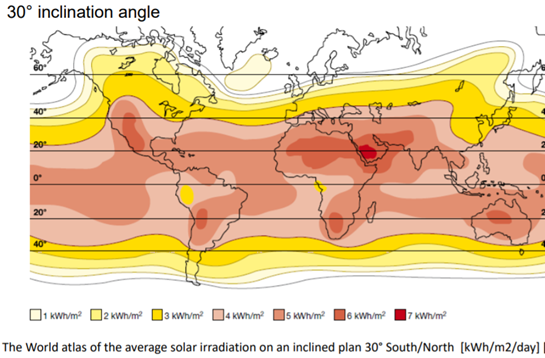 30° inclination angle
60°
40°
20°
0°
20°
40°
1 kWh/m² 2 kWh/m² 3 kWh/m² 4 kWh/m² 5 kWh/m² 6 kWh/m² 7 kWh/m²
The World atlas of the average solar irradiation on an inclined plan 30° South/North [kWh/m2/day] [